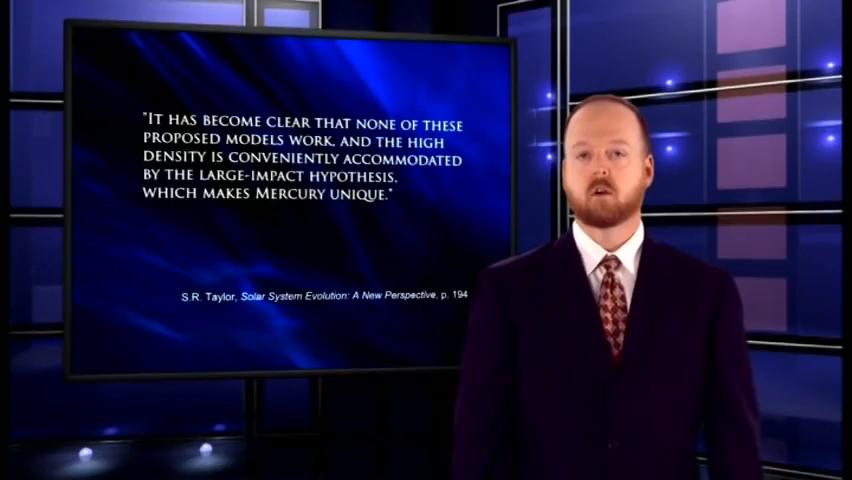 "IT HAS BECOME CLEAR THAT NONE OF THESE
PROPOSED MODELS WORK, AND THE HIGH
DENSITY IS CONVENIENTLY ACCOMMODATED
BY THE LARGE-IMPACT HYPOTHESIS,
WHICH MAKES MERCURY UNIQUE."
S.R. Taylor, Solar System Evolution: A New Perspective, p. 194